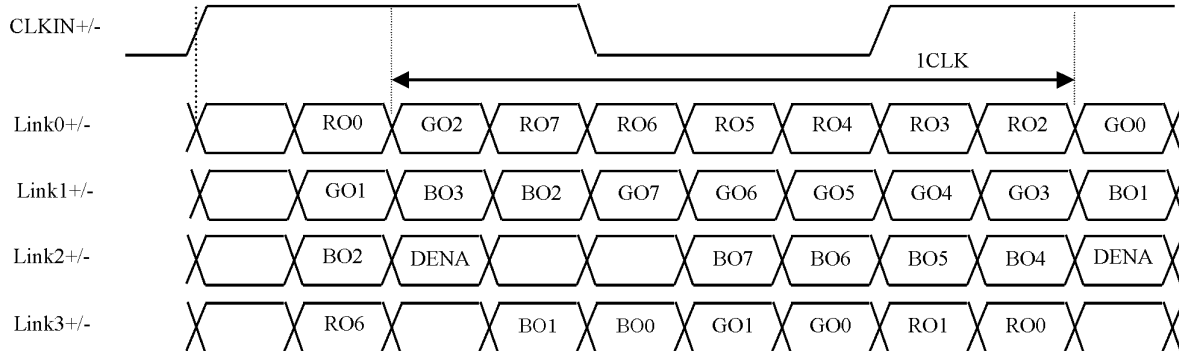 CLKIN+/-
1CLK
Link0+/- RO0 GO2 RO7 RO6 RO5 RO4 RO3 RO2 GO0
Link1+/- GO1 BO3 BO2 GO7 GO6 GO5 GO4 GO3 BO1
Link2+/- BO2 DENA BO7 BO6 BO5 BO4 DENA
Link3+/- RO6 BO1 BO0 GO1 GO0 RO1 RO0